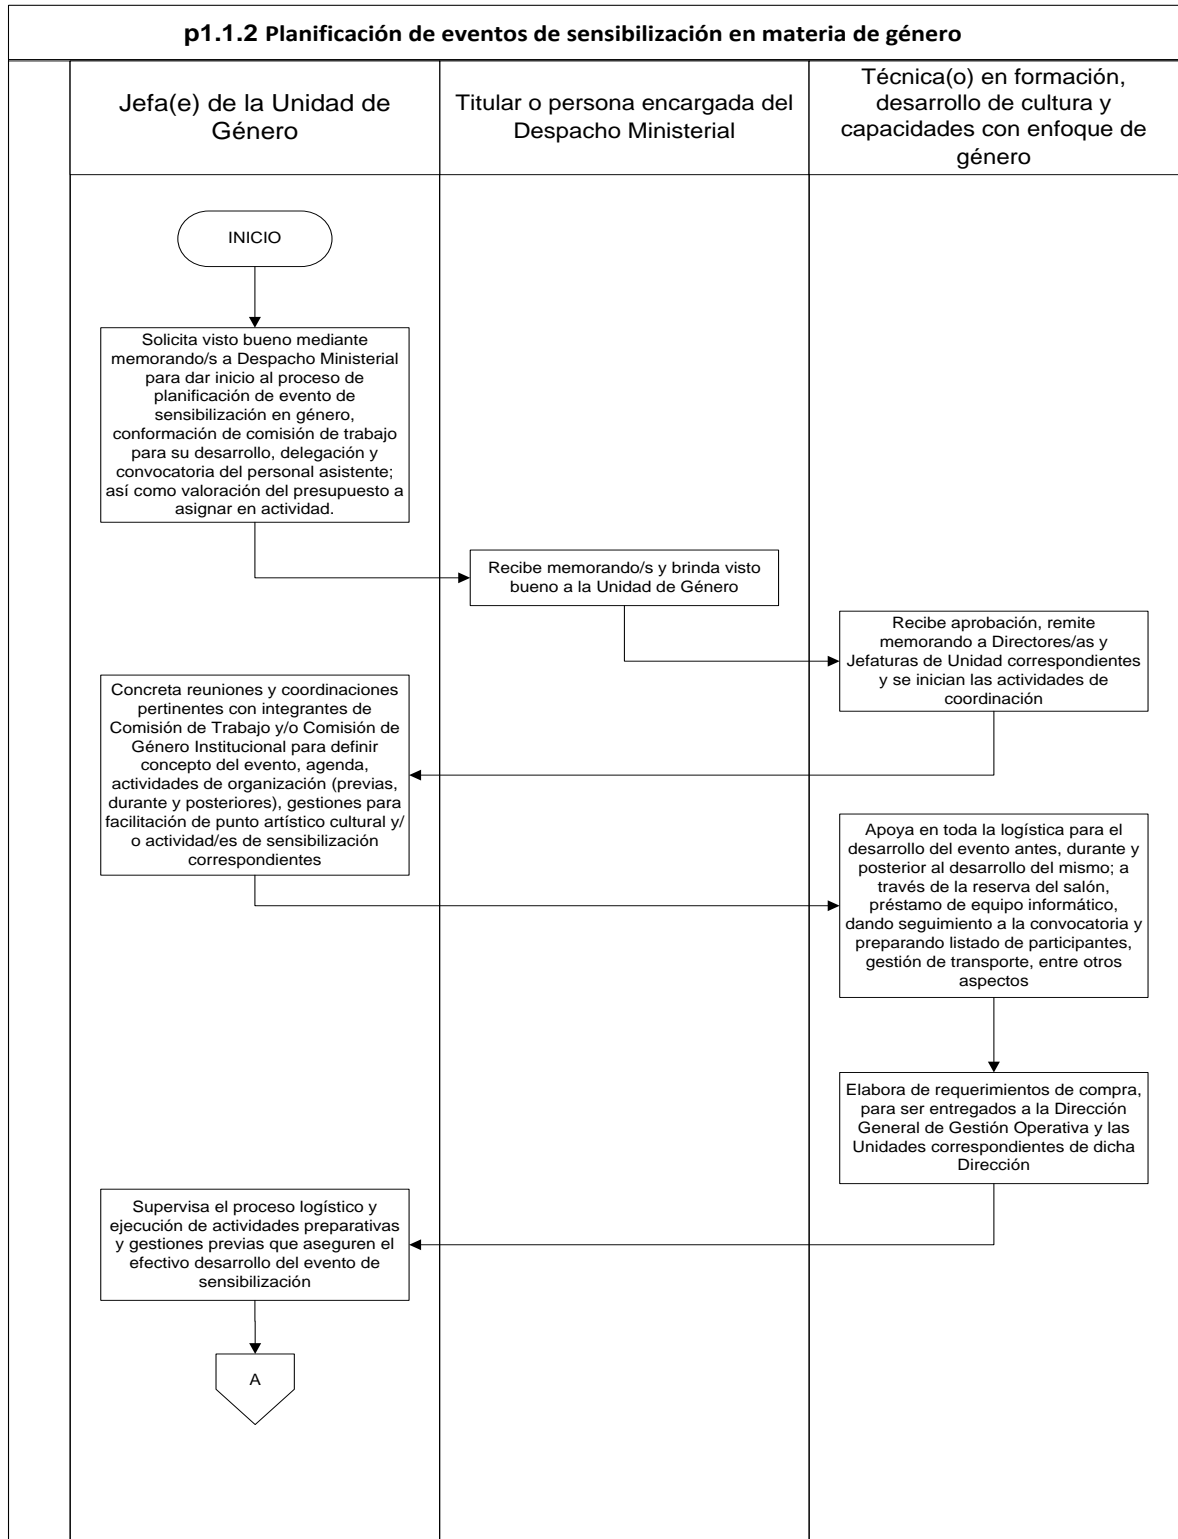 p1.1.2 Planificación de eventos de sensibilización en materia de género
Jefa(e) de la Unidad de
Género
Titular o persona encargada del
Despacho Ministerial
Técnica(o) en formación,
desarrollo de cultura y
capacidades con enfoque de
género
INICIO
Solicita visto bueno mediante
memorando/s a Despacho Ministerial
para dar inicio al proceso de
planificación de evento de
sensibilización en género,
conformación de comisión de trabajo
para su desarrollo, delegación y
convocatoria del personal asistente;
así como valoración del presupuesto a
asignar en actividad.
Recibe memorando/s y brinda visto
bueno a la Unidad de Género
Recibe aprobación, remite
memorando a Directores/as y
Jefaturas de Unidad correspondientes
y se inician las actividades de
coordinación
Concreta reuniones y coordinaciones
pertinentes con integrantes de
Comisión de Trabajo y/o Comisión de
Género Institucional para definir
concepto del evento, agenda,
actividades de organización (previas,
durante y posteriores), gestiones para
facilitación de punto artístico cultural y/
o actividad/es de sensibilización
correspondientes
Apoya en toda la logística para el
desarrollo del evento antes, durante y
posterior al desarrollo del mismo; a
través de la reserva del salón,
préstamo de equipo informático,
dando seguimiento a la convocatoria y
preparando listado de participantes,
gestión de transporte, entre otros
aspectos
Elabora de requerimientos de compra,
para ser entregados a la Dirección
General de Gestión Operativa y las
Unidades correspondientes de dicha
Dirección
Supervisa el proceso logístico y
ejecución de actividades preparativas
y gestiones previas que aseguren el
efectivo desarrollo del evento de
sensibilización
A